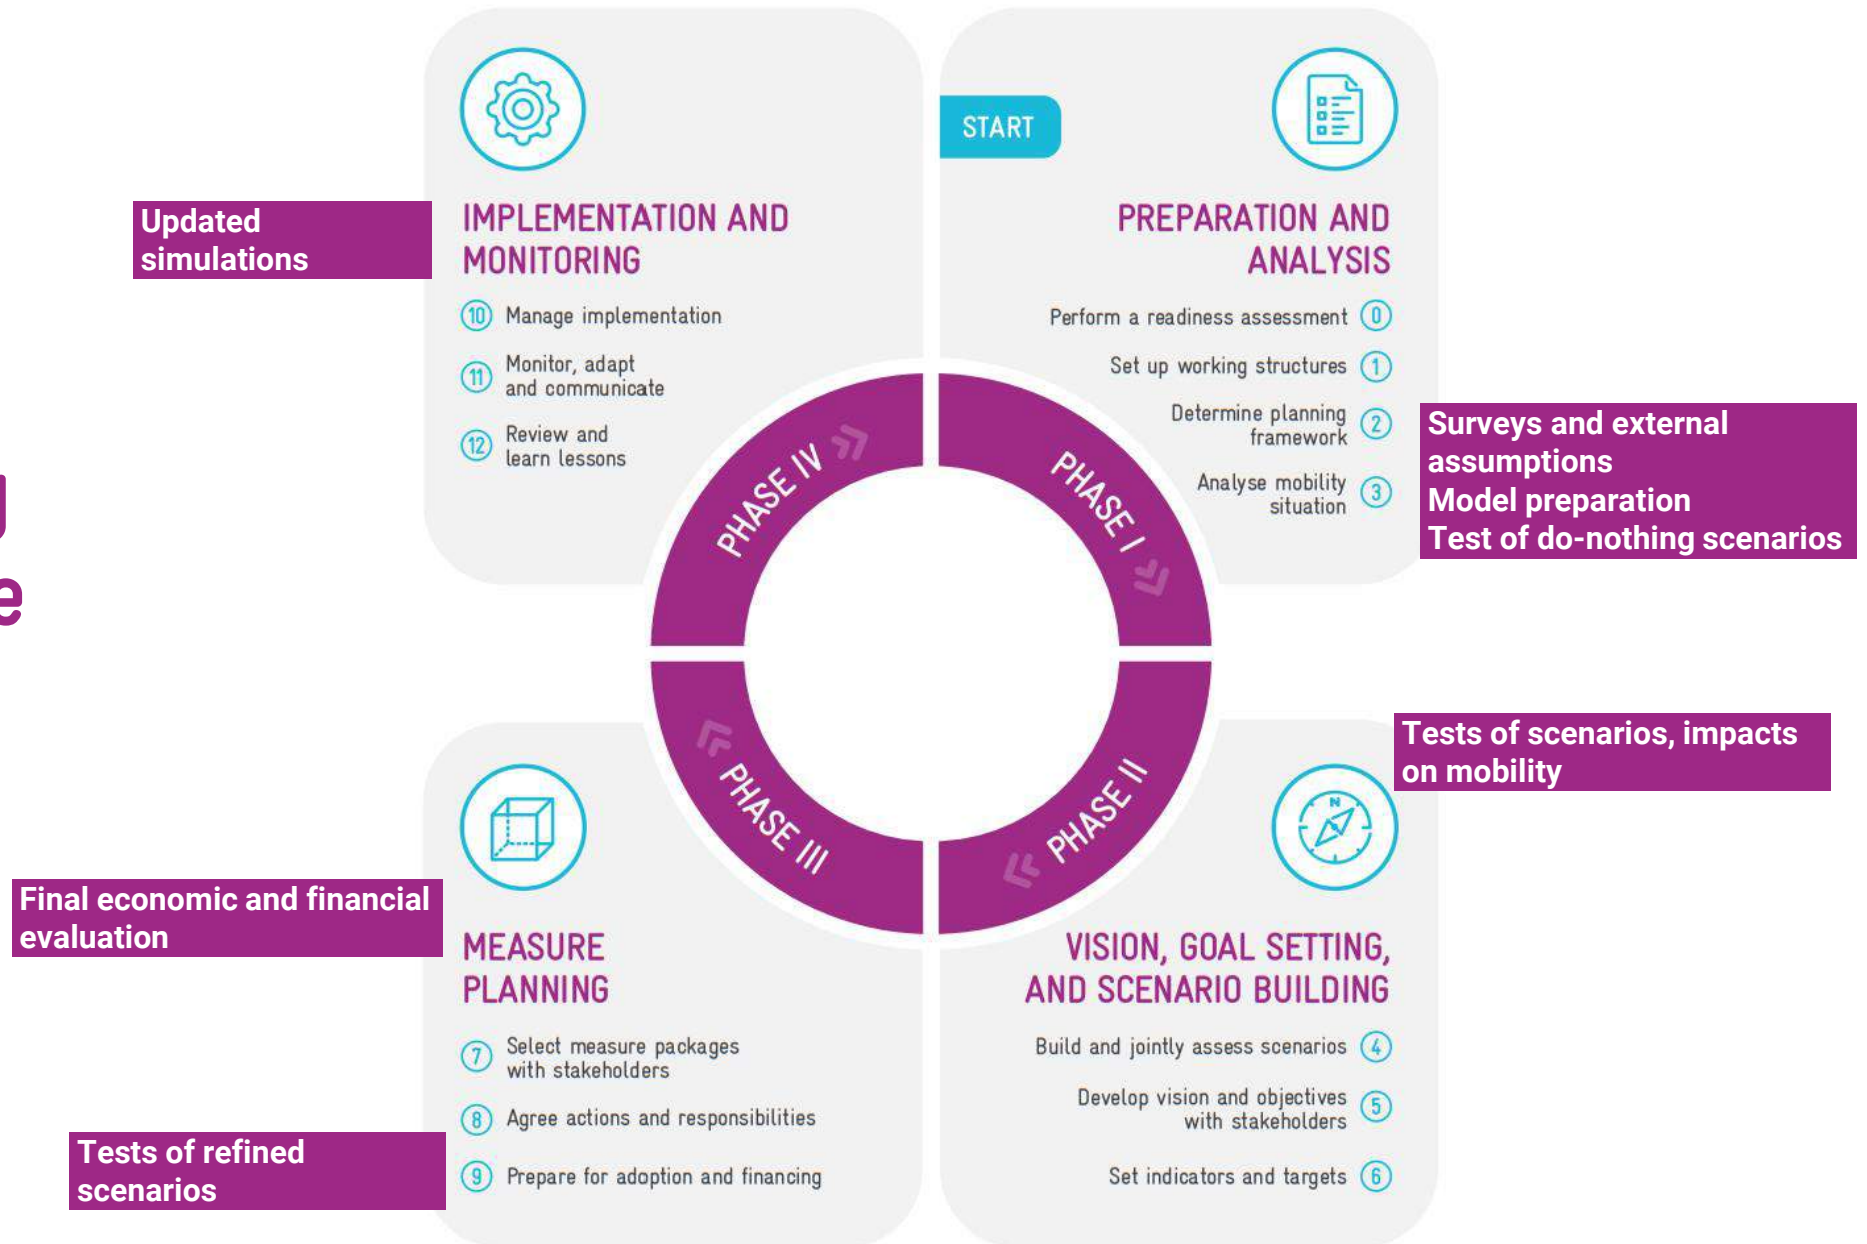 START
PREPARATION AND
ANALYSIS
Perform a readiness assessment 0
Set up working structures 1
Determine planning
framework 2
Analyse mobility
situation 3
Surveys and external
assumptions
Model preparation
Test of do-nothing scenarios
PHASE I
Tests of scenarios, impacts
on mobility
PHASE II
N
VISION, GOAL SETTING,
AND SCENARIO BUILDING
Build and jointly assess scenarios 4
Develop vision and objectives
with stakeholders 5
Set indicators and targets 6
PHASE III
Final economic and financial
evaluation
MEASURE
PLANNING
7 Select measure packages
with stakeholders
8 Agree actions and responsibilities
9 Prepare for adoption and financing
Tests of refined
scenarios
PHASE IV
Updated
simulations
IMPLEMENTATION AND
MONITORING
10 Manage implementation
11 Monitor, adapt
and communicate
12 Review and
learn lessons
e